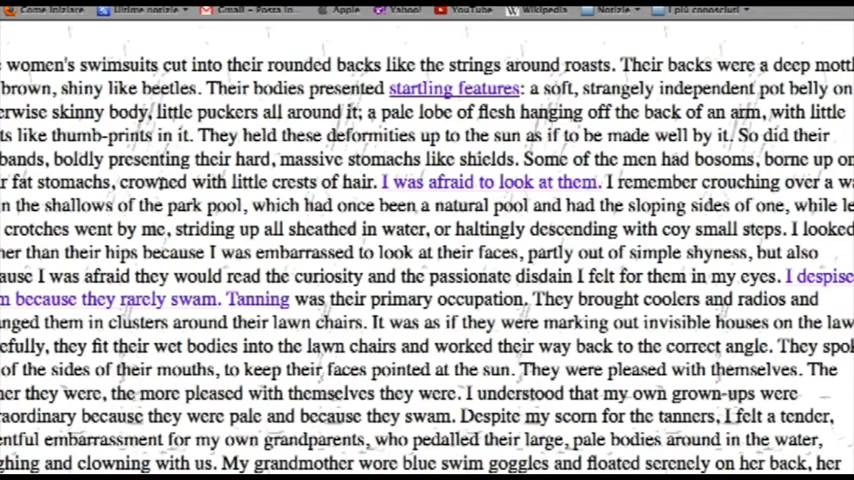 Come iniziare Ultime notizie Gmail - Posta in... Apple Yahoo! YouTube Wikipedia Notizie I più conosciuti
women's swimsuits cut into their rounded backs like the strings around roasts. Their backs were a deep mottl
brown, shiny like beetles. Their bodies presented startling features: a soft, strangely independent pot belly on
erwise skinny body, little puckers all around it; a pale lobe of flesh hanging off the back of an arm, with little
ts like thumb-prints in it. They held these deformities up to the sun as if to be made well by it. So did their
bands, boldly presenting their hard, massive stomachs like shields. Some of the men had bosoms, borne up on
r fat stomachs, crowned with little crests of hair. I was afraid to look at them. I remember crouching over a wa
in the shallows of the park pool, which had once been a natural pool and had the sloping sides of one, while le
crotches went by me, striding up all sheathed in water, or haltingly descending with coy small steps. I looked
her than their hips because I was embarrassed to look at their faces, partly out of simple shyness, but also
ause I was afraid they would read the curiosity and the passionate disdain I felt for them in my eyes. I despise
m because they rarely swam. Tanning was their primary occupation. They brought coolers and radios and
nged them in clusters around their lawn chairs. It was as if they were marking out invisible houses on the law
efully, they fit their wet bodies into the lawn chairs and worked their way back to the correct angle. They spok
of the sides of their mouths, to keep their faces pointed at the sun. They were pleased with themselves. The
ner they were, the more pleased with themselves they were. I understood that my own grown-ups were
raordinary because they were pale and because they swam. Despite my scorn for the tanners, I felt a tender,
entful embarrassment for my own grandparents, who pedalled their large, pale bodies around in the water,
ghing and clowning with us. My grandmother wore blue swim goggles and floated serenely on her back, her